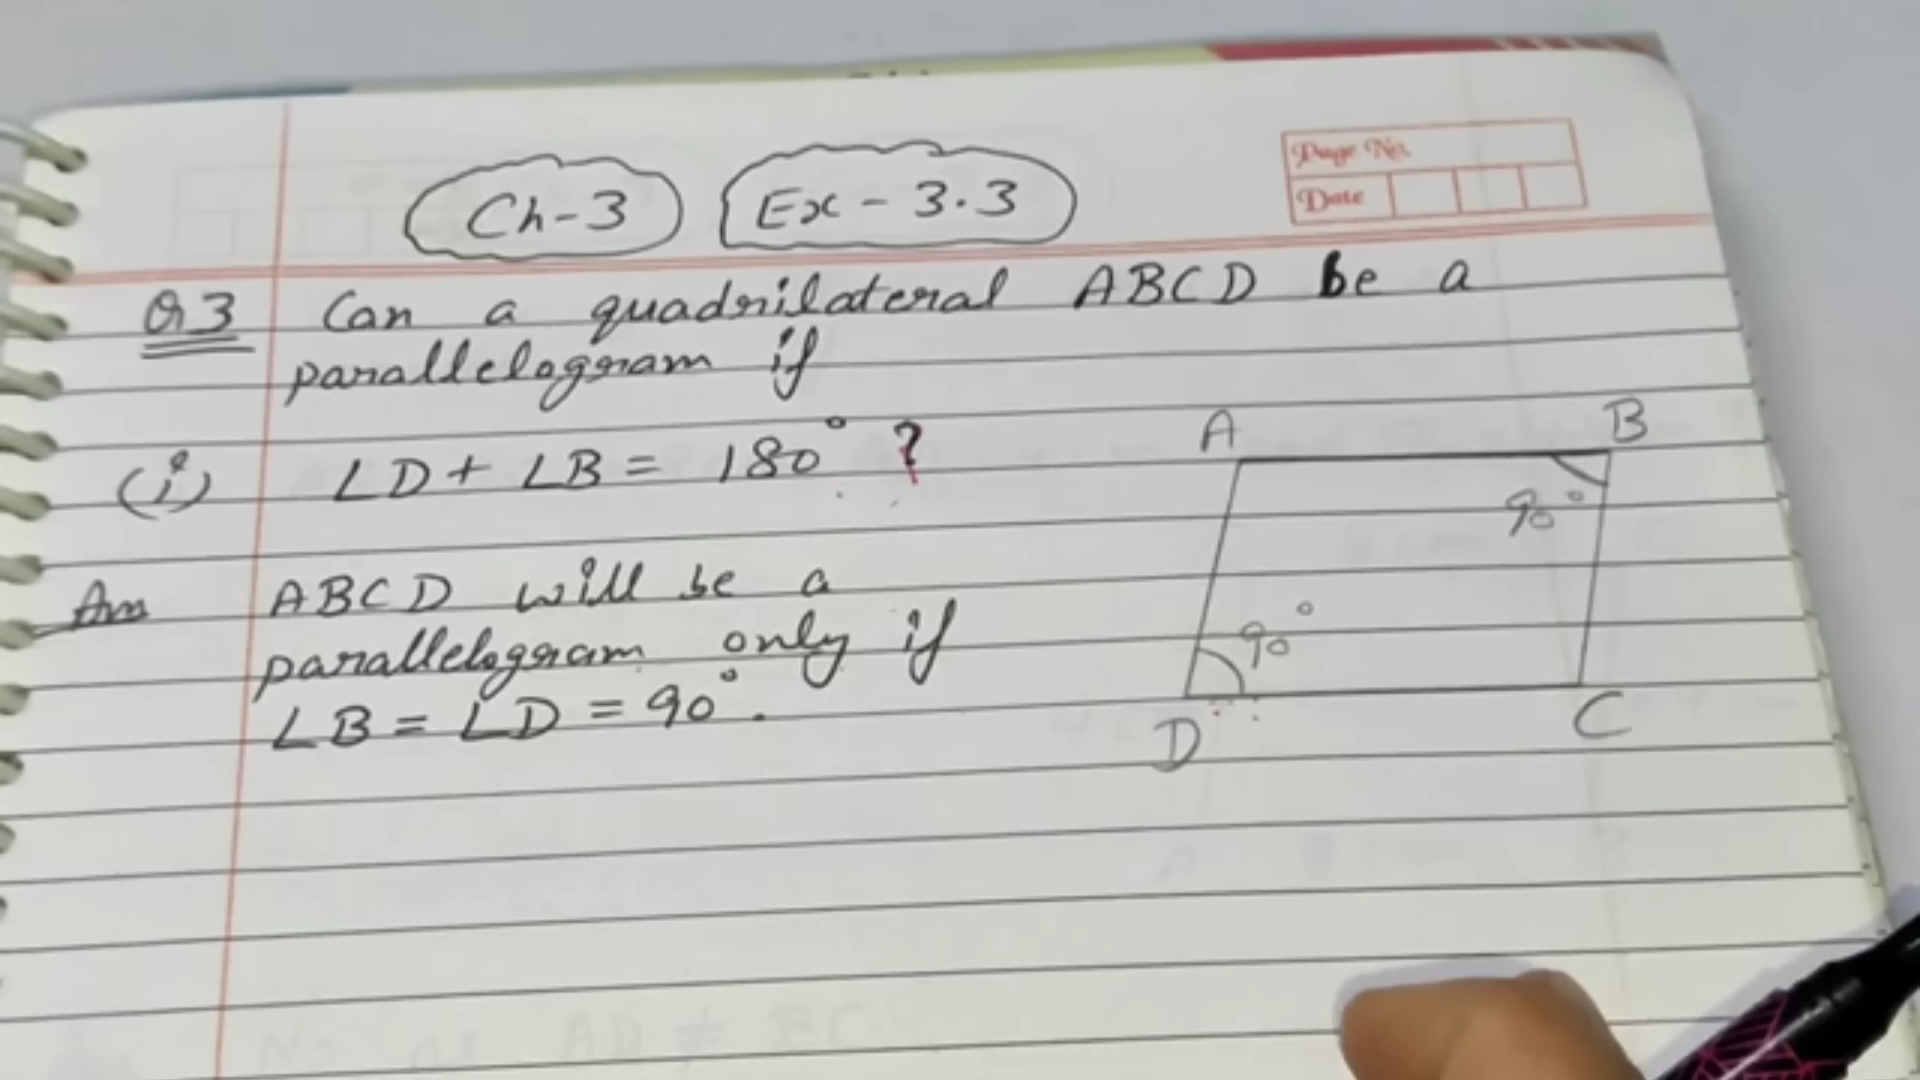 Page No.
Date
Ch-3 Ex - 3.3
Q3 Can a quadrilateral ABCD be a
parallelogram if
(i) ∠D + ∠B = 180° ?
Ans ABCD will be a
parallelogram only if
∠B = ∠D = 90°.
A B
90°
90°
D C